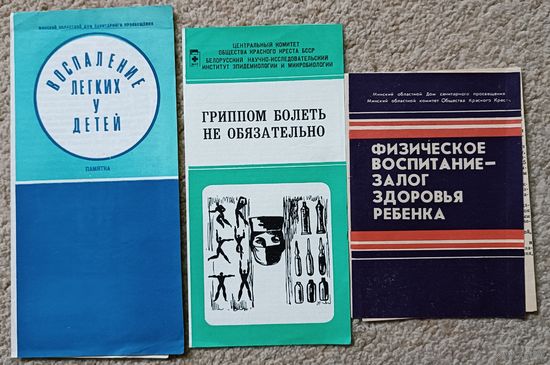 МИНСКИЙ ОБЛАСТНОЙ ДОМ САНИТАРНОГО ПРОСВЕЩЕНИЯ
ВОСПАЛЕНИЕ
ЛЕГКИХ
У
ДЕТЕЙ
ПАМЯТКА
ЦЕНТРАЛЬНЫЙ КОМИТЕТ
ОБЩЕСТВА КРАСНОГО КРЕСТА БССР
БЕЛОРУССКИЙ НАУЧНО-ИССЛЕДОВАТЕЛЬСКИЙ
ИНСТИТУТ ЭПИДЕМИОЛОГИИ И МИКРОБИОЛОГИИ
ГРИППОМ БОЛЕТЬ
НЕ ОБЯЗАТЕЛЬНО
Минский областной Дом санитарного просвещения
Минский областной комитет Общества Красного Крес
ФИЗИЧЕСКОЕ
ВОСПИТАНИЕ—
ЗАЛОГ
ЗДОРОВЬЯ
РЕБЕНКА